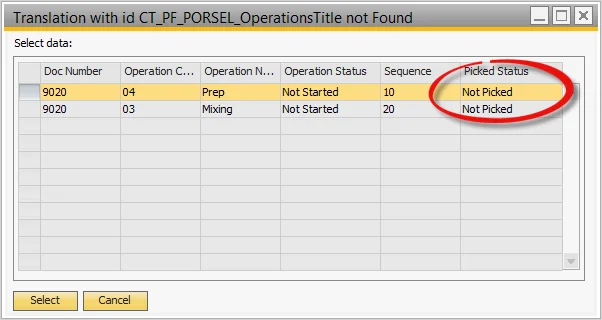 Translation with id CT_PF_PORSEL_OperationsTitle not Found
Select data:
Doc Number Operation C... Operation N... Operation Status Sequence Picked Status
9020 04 Prep Not Started 10 Not Picked
9020 03 Mixing Not Started 20 Not Picked
Select Cancel